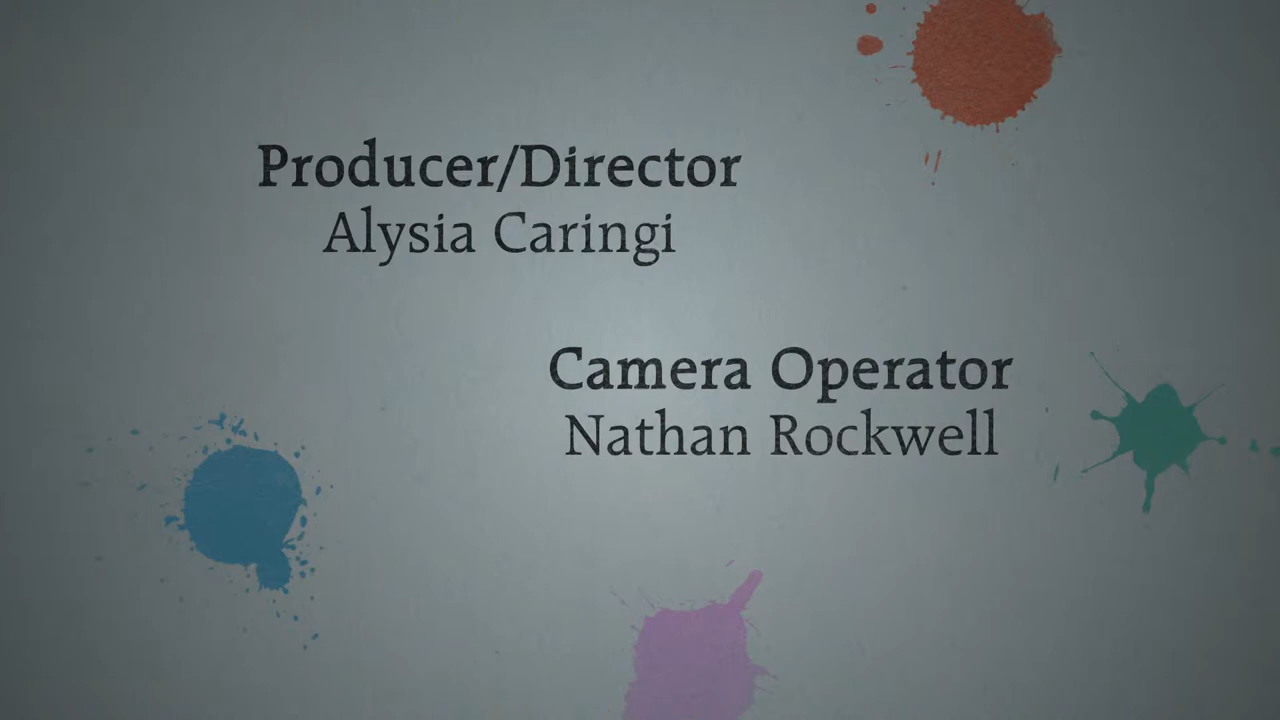 Producer/Director
Alysia Caringi
Camera Operator
Nathan Rockwell